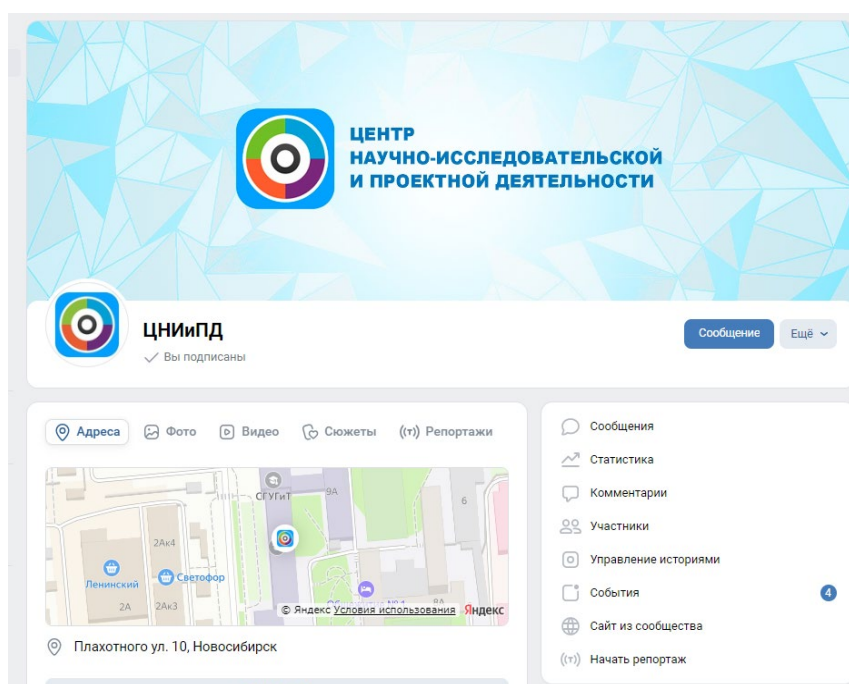 ЦЕНТР
НАУЧНО-ИССЛЕДОВАТЕЛЬСКОЙ
И ПРОЕКТНОЙ ДЕЯТЕЛЬНОСТИ
ЦНИиПД
Вы подписаны
Сообщение
Ещё
Адреса
Фото
Видео
Сюжеты
((т)) Репортажи
СГУГиТ
9А
6
2Ак4
Ленинский
Светофор
2А
2Ак3
8А
© Яндекс Условия использования Яндекс
Плахотного ул. 10, Новосибирск
Сообщения
Статистика
Комментарии
Участники
Управление историями
События 4
Сайт из сообщества
((т)) Начать репортаж